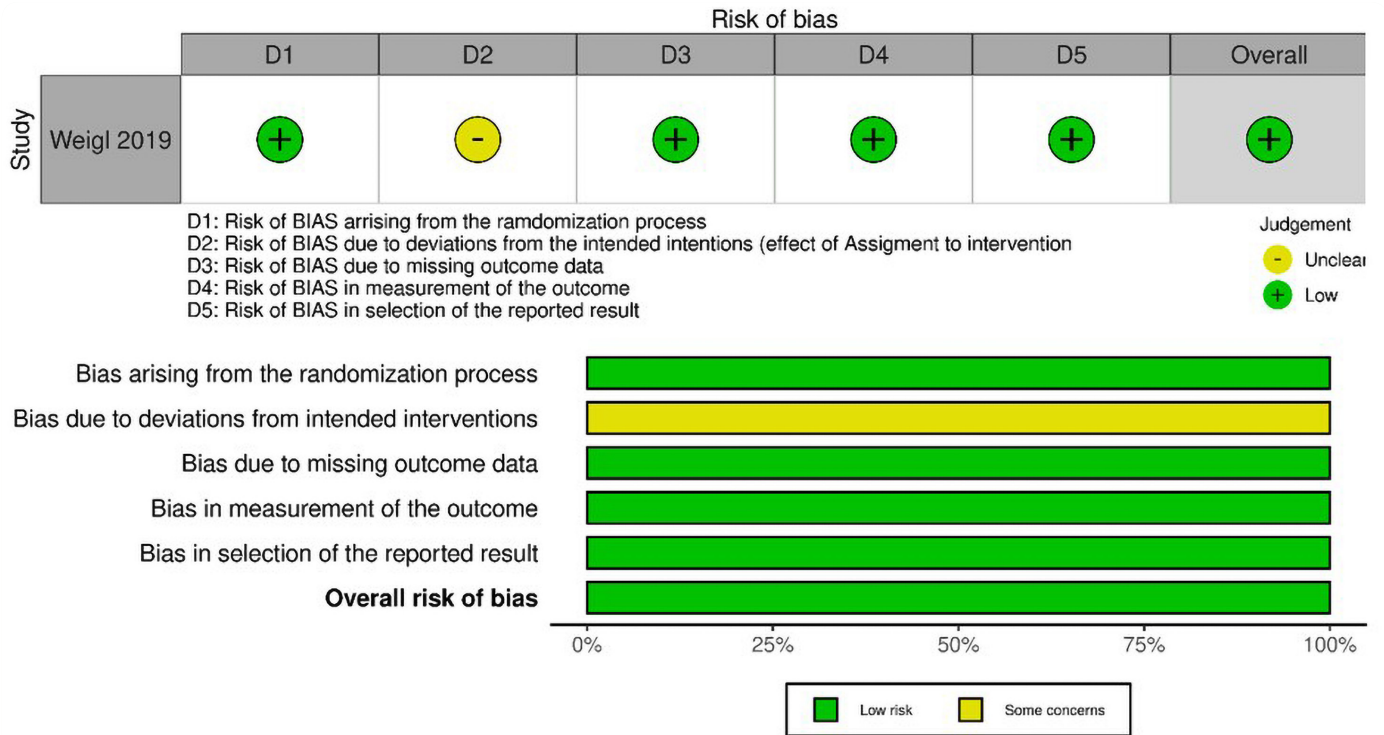 Risk of bias
D1 D2 D3 D4 D5 Overall
Study
Weigl 2019 + - + + + +
D1: Risk of BIAS arrising from the ramdomization process
D2: Risk of BIAS due to deviations from the intended intentions (effect of Assigment to intervention
D3: Risk of BIAS due to missing outcome data
D4: Risk of BIAS in measurement of the outcome
D5: Risk of BIAS in selection of the reported result
Judgement
- Unclear
+ Low
Bias arising from the randomization process
Bias due to deviations from intended interventions
Bias due to missing outcome data
Bias in measurement of the outcome
Bias in selection of the reported result
Overall risk of bias
0% 25% 50% 75% 100%
Low risk Some concerns